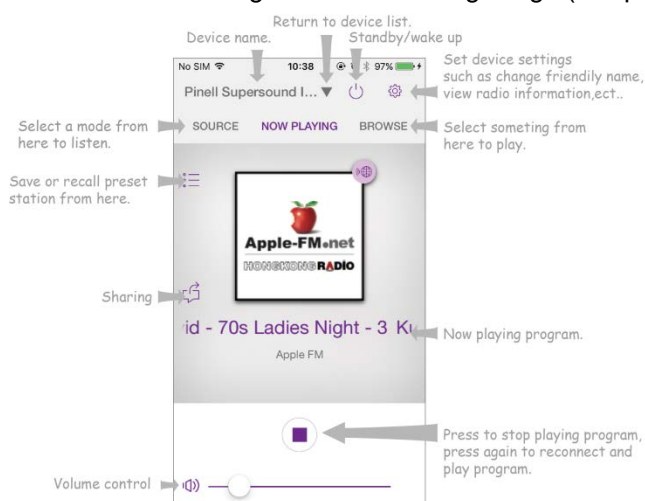 Return to device list.
Device name.
Standby/wake up
No SIM
10:38
97%
Pinell Supersound I...
Set device settings
such as change friendly name,
view radio information,ect..
Select a mode from
here to listen.
SOURCE
NOW PLAYING
BROWSE
Select someting from
here to play.
Save or recall preset
station from here.
Apple-FM.net
HONGKONG RADIO
Sharing
id - 70s Ladies Night - 3
Now playing program.
Apple FM
Press to stop playing program,
press again to reconnect and
play program.
Volume control